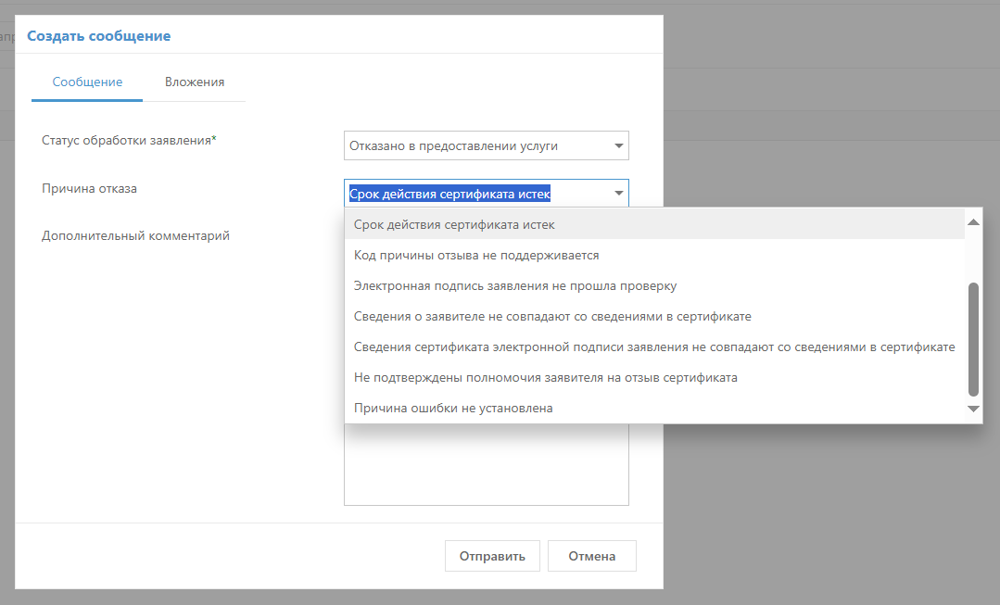 Создать сообщение
Сообщение
Вложения
Статус обработки заявления*
Отказано в предоставлении услуги
Причина отказа
Срок действия сертификата истек
Дополнительный комментарий
Срок действия сертификата истек
Код причины отзыва не поддерживается
Электронная подпись заявления не прошла проверку
Сведения о заявителе не совпадают со сведениями в сертификате
Сведения сертификата электронной подписи заявления не совпадают со сведениями в сертификате
Не подтверждены полномочия заявителя на отзыв сертификата
Причина ошибки не установлена
Отправить
Отмена